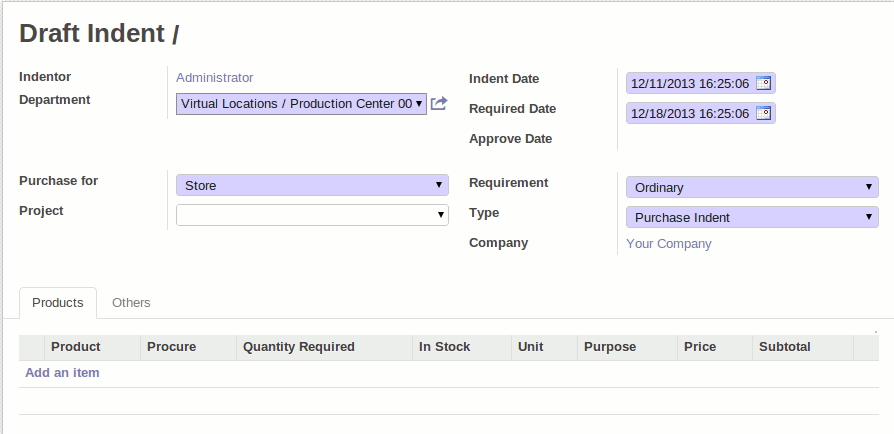 Draft Indent /
Indentor Administrator
Department Virtual Locations / Production Center 00
Indent Date 12/11/2013 16:25:06
Required Date 12/18/2013 16:25:06
Approve Date
Purchase for Store
Project
Requirement Ordinary
Type Purchase Indent
Company Your Company
Products Others
Product Procure Quantity Required In Stock Unit Purpose Price Subtotal
Add an item